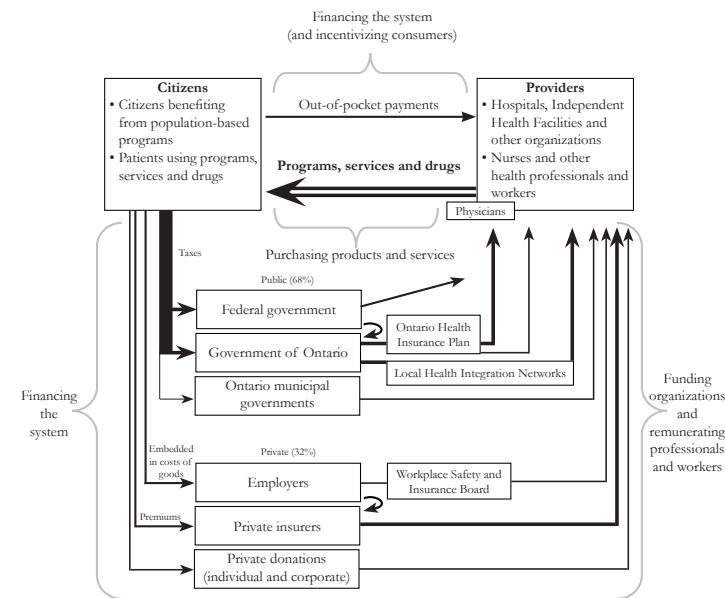 Financing the system
(and incentivizing consumers)
Citizens
• Citizens benefiting
from population-based
programs
• Patients using programs,
services and drugs
Out-of-pocket payments
Programs, services and drugs
Providers
• Hospitals, Independent
Health Facilities and
other organizations
• Nurses and other
health professionals and
workers
Physicians
Purchasing products and services
Taxes
Public (68%)
Federal government
Government of Ontario
Ontario Health
Insurance Plan
Local Health Integration Networks
Ontario municipal
governments
Financing
the
system
Funding
organizations
and
remunerating
professionals
and workers
Embedded
in costs of
goods
Private (32%)
Employers
Workplace Safety and
Insurance Board
Premiums
Private insurers
Private donations
(individual and corporate)